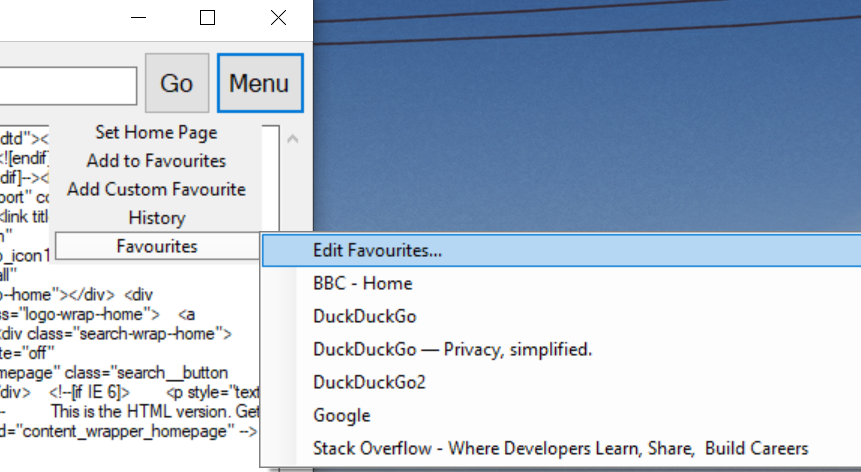 Go
Menu
dtd"><
<![endif]
dif]--><
port" co
<link titl
n"
o_icon1
all"
o--home"></div> <div
ss="logo-wrap--home"> <a
<div class="search-wrap--home">
te="off"
mepage" class="search__button
/div> <!--[if IE 6]> <p style="text
-- This is the HTML version. Get
d="content_wrapper_homepage" -->
Set Home Page
Add to Favourites
Add Custom Favourite
History
Favourites
Edit Favourites...
BBC - Home
DuckDuckGo
DuckDuckGo — Privacy, simplified.
DuckDuckGo2
Google
Stack Overflow - Where Developers Learn, Share, Build Careers